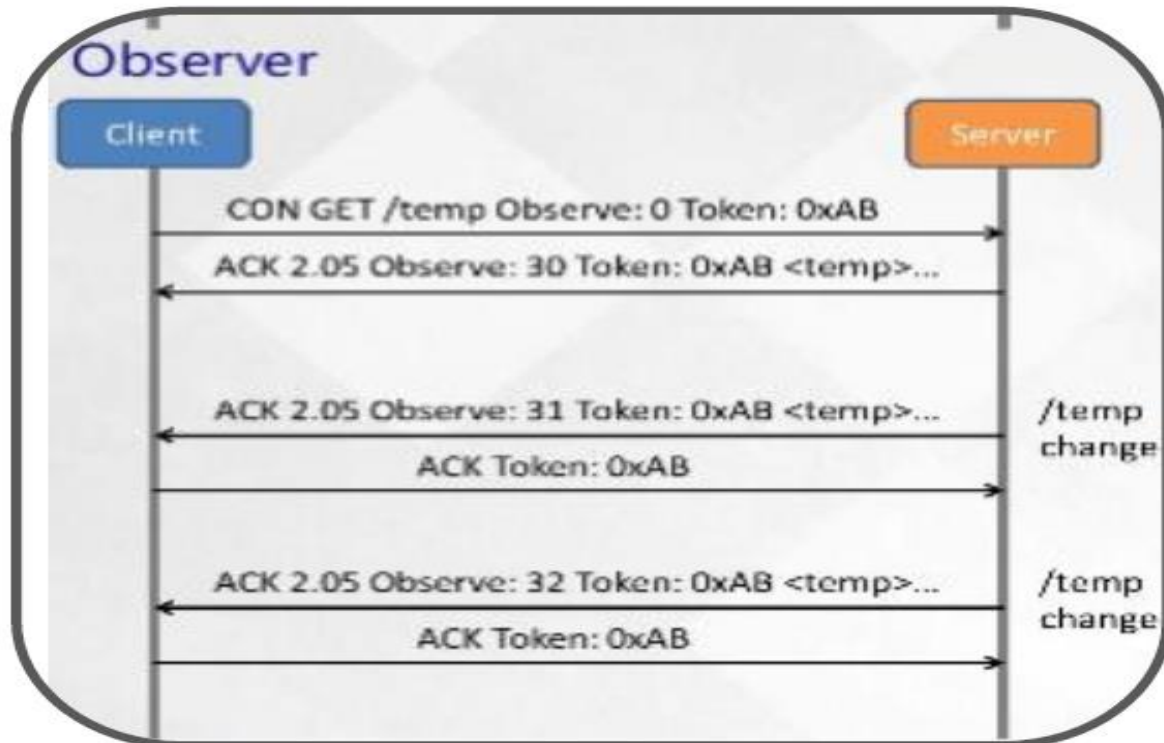 Observer
Client
Server
CON GET /temp Observe: 0 Token: 0xAB
ACK 2.05 Observe: 30 Token: 0xAB <temp>...
ACK 2.05 Observe: 31 Token: 0xAB <temp>...
/temp
change
ACK Token: 0xAB
ACK 2.05 Observe: 32 Token: 0xAB <temp>...
/temp
change
ACK Token: 0xAB